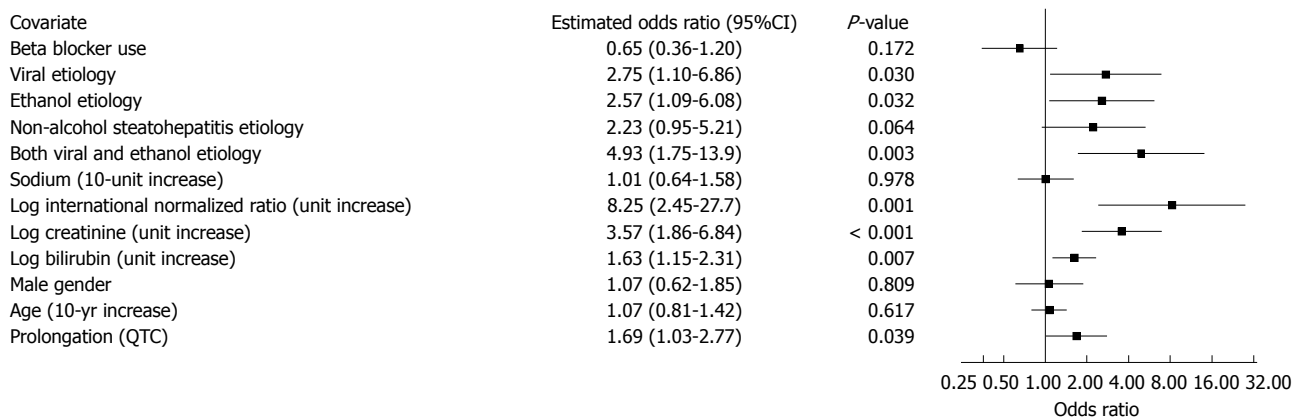 Covariate Estimated odds ratio (95%CI) P-value
Beta blocker use 0.65 (0.36-1.20) 0.172
Viral etiology 2.75 (1.10-6.86) 0.030
Ethanol etiology 2.57 (1.09-6.08) 0.032
Non-alcohol steatohepatitis etiology 2.23 (0.95-5.21) 0.064
Both viral and ethanol etiology 4.93 (1.75-13.9) 0.003
Sodium (10-unit increase) 1.01 (0.64-1.58) 0.978
Log international normalized ratio (unit increase) 8.25 (2.45-27.7) 0.001
Log creatinine (unit increase) 3.57 (1.86-6.84) < 0.001
Log bilirubin (unit increase) 1.63 (1.15-2.31) 0.007
Male gender 1.07 (0.62-1.85) 0.809
Age (10-yr increase) 1.07 (0.81-1.42) 0.617
Prolongation (QTC) 1.69 (1.03-2.77) 0.039
0.25 0.50 1.00 2.00 4.00 8.00 16.00 32.00
Odds ratio